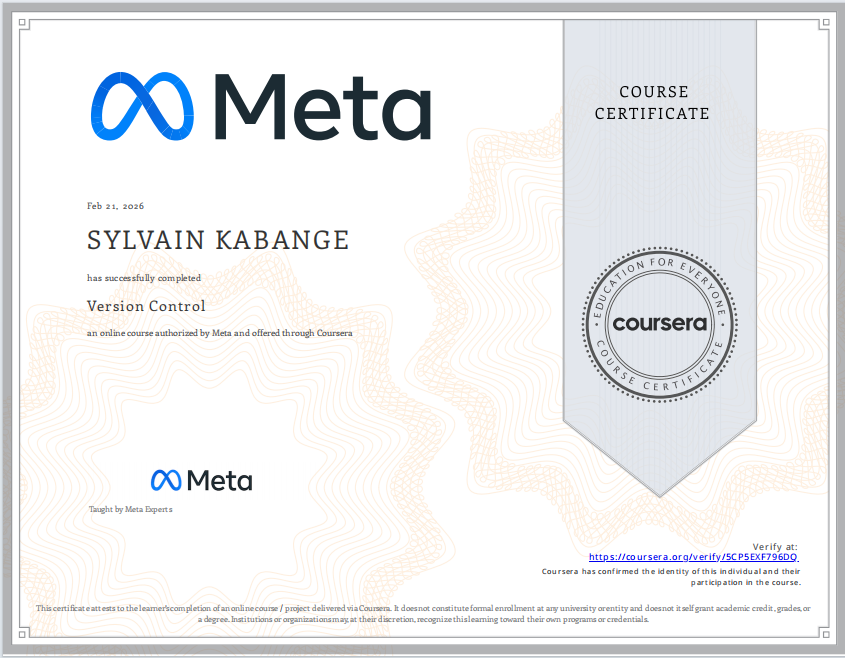 Meta
COURSE
CERTIFICATE
Feb 21, 2026
SYLVAIN KABANGE
has successfully completed
Version Control
an online course authorized by Meta and offered through Coursera
EDUCATION FOR EVERYONE
coursera
COURSE CERTIFICATE
Meta
Taught by Meta Experts
Verify at:
https://coursera.org/verify/5CP5EXF796DQ
Coursera has confirmed the identity of this individual and their
participation in the course.
This certificate attests to the learner's completion of an online course / project delivered via Coursera. It does not constitute formal enrollment at any university or entity and does not itself grant academic credit, grades, or
a degree. Institutions or organizations may, at their discretion, recognize this learning toward their own programs or credentials.